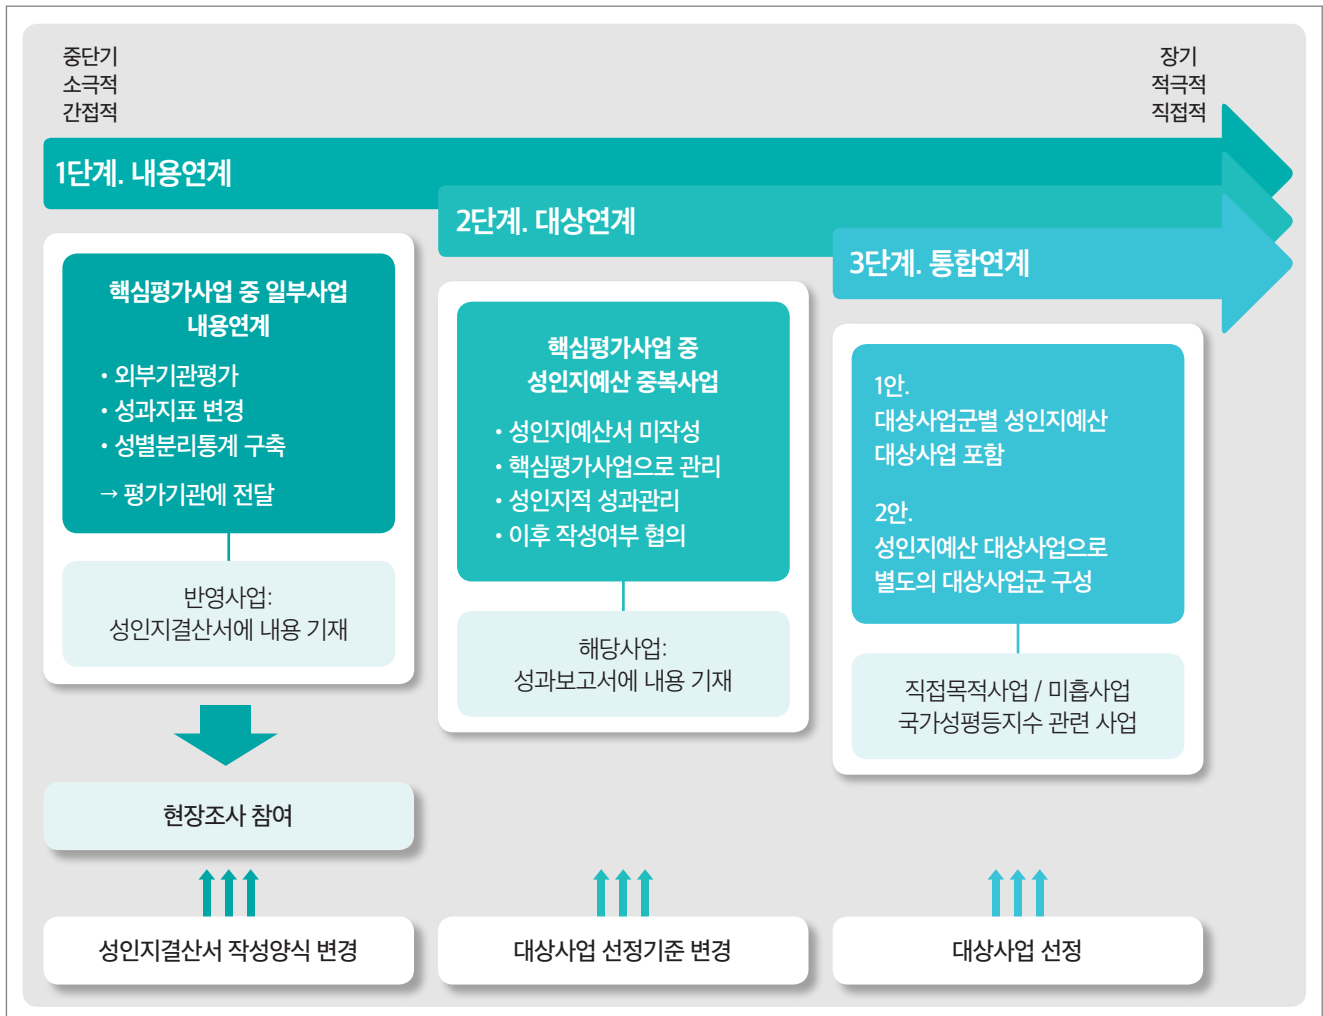 중단기
소극적
간접적
장기
적극적
직접적
1단계. 내용연계
2단계. 대상연계
3단계. 통합연계
핵심평가사업 중 일부사업
내용연계
• 외부기관평가
• 성과지표 변경
• 성별분리통계 구축
→ 평가기관에 전달
반영사업:
성인지결산서에 내용 기재
현장조사 참여
성인지결산서 작성양식 변경
핵심평가사업 중
성인지예산 중복사업
• 성인지예산서 미작성
• 핵심평가사업으로 관리
• 성인지적 성과관리
• 이후 작성여부 협의
해당사업:
성과보고서에 내용 기재
대상사업 선정기준 변경
1안.
대상사업군별 성인지예산
대상사업 포함
2안.
성인지예산 대상사업으로
별도의 대상사업군 구성
직접목적사업 / 미흡사업
국가성평등지수 관련 사업
대상사업 선정